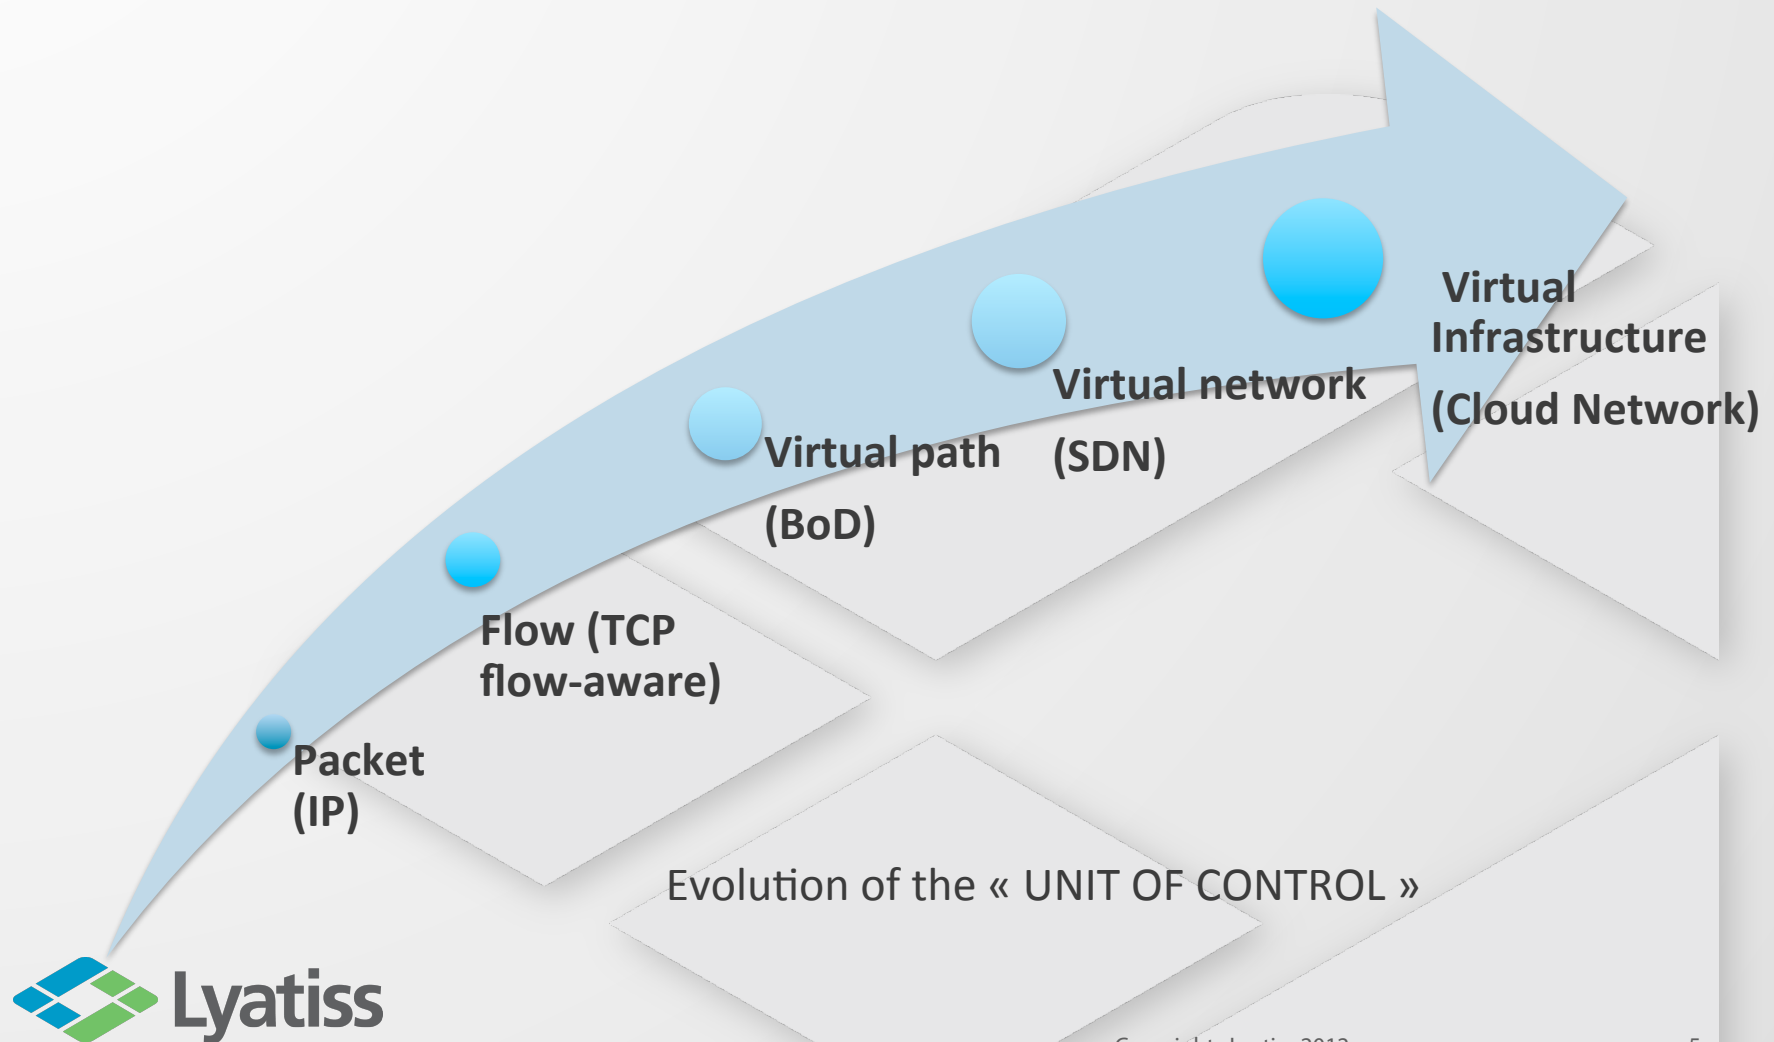 Virtual
Infrastructure
(Cloud Network)
Virtual network
(SDN)
Virtual path
(BoD)
Flow (TCP
flow-aware)
Packet
(IP)
Evolution of the « UNIT OF CONTROL »
Lyatiss
5